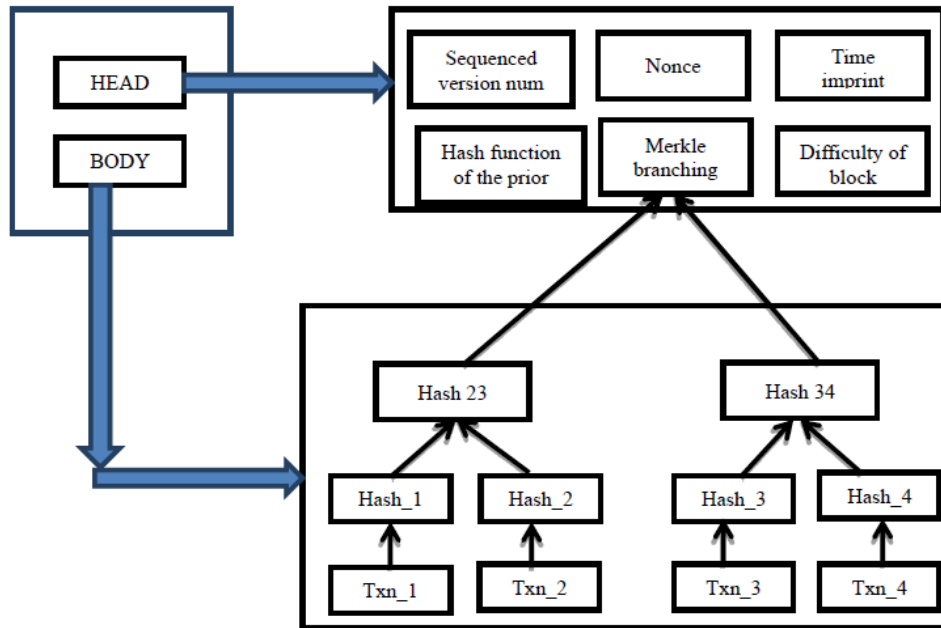 HEAD
BODY
Sequenced
version num
Nonce
Time
imprint
Hash function
of the prior
Merkle
branching
Difficulty of
block
Hash 23
Hash 34
Hash_1
Hash_2
Hash_3
Hash_4
Txn_1
Txn_2
Txn_3
Txn_4